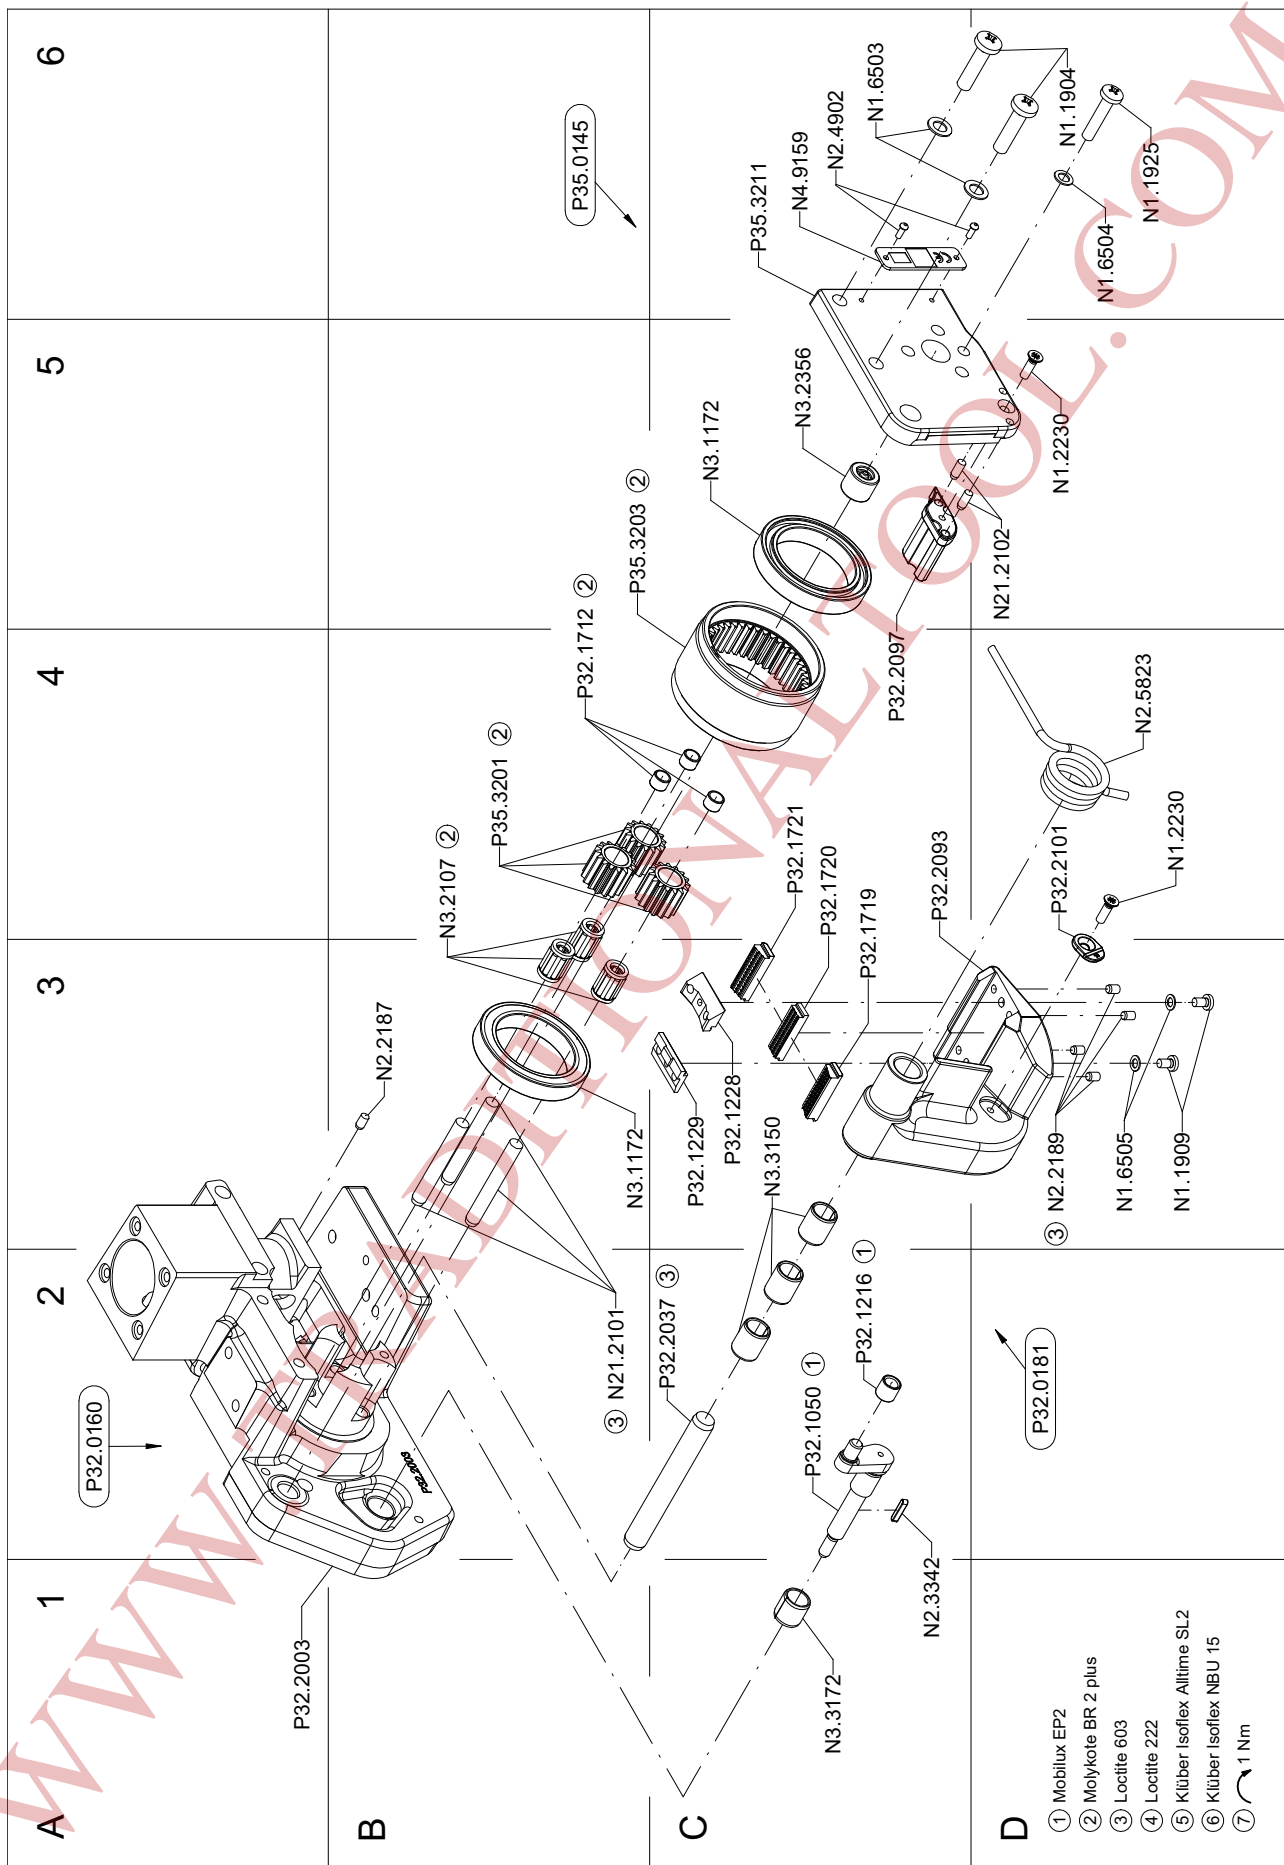 1
2
3
4
5
6
A
P32.0160
P32.2003
P32.2003
N2.2187
B
③ N21.2101
N3.1172
N3.2107 ②
P35.3201 ②
P32.1712 ②
P35.3203 ②
P35.0145
C
N3.3172
N2.3342
P32.1050 ①
P32.1216 ①
P32.2037 ③
N3.3150
P32.1229
P32.1228
P32.1719
P32.1720
P32.1721
N3.1172
N3.2356
P32.2097
P35.3211
N4.9159
N2.4902
N1.6503
D
P32.0181
③ N2.2189
N1.6505
N1.1909
P32.2093
P32.2101
N1.2230
N2.5823
N21.2102
N1.2230
N1.6504
N1.1925
N1.1904
① Mobilux EP2
② Molykote BR 2 plus
③ Loctite 603
④ Loctite 222
⑤ Klüber Isoflex Alltime SL2
⑥ Klüber Isoflex NBU 15
⑦ 1 Nm
WWW.TRADITIONALTOOL.COM